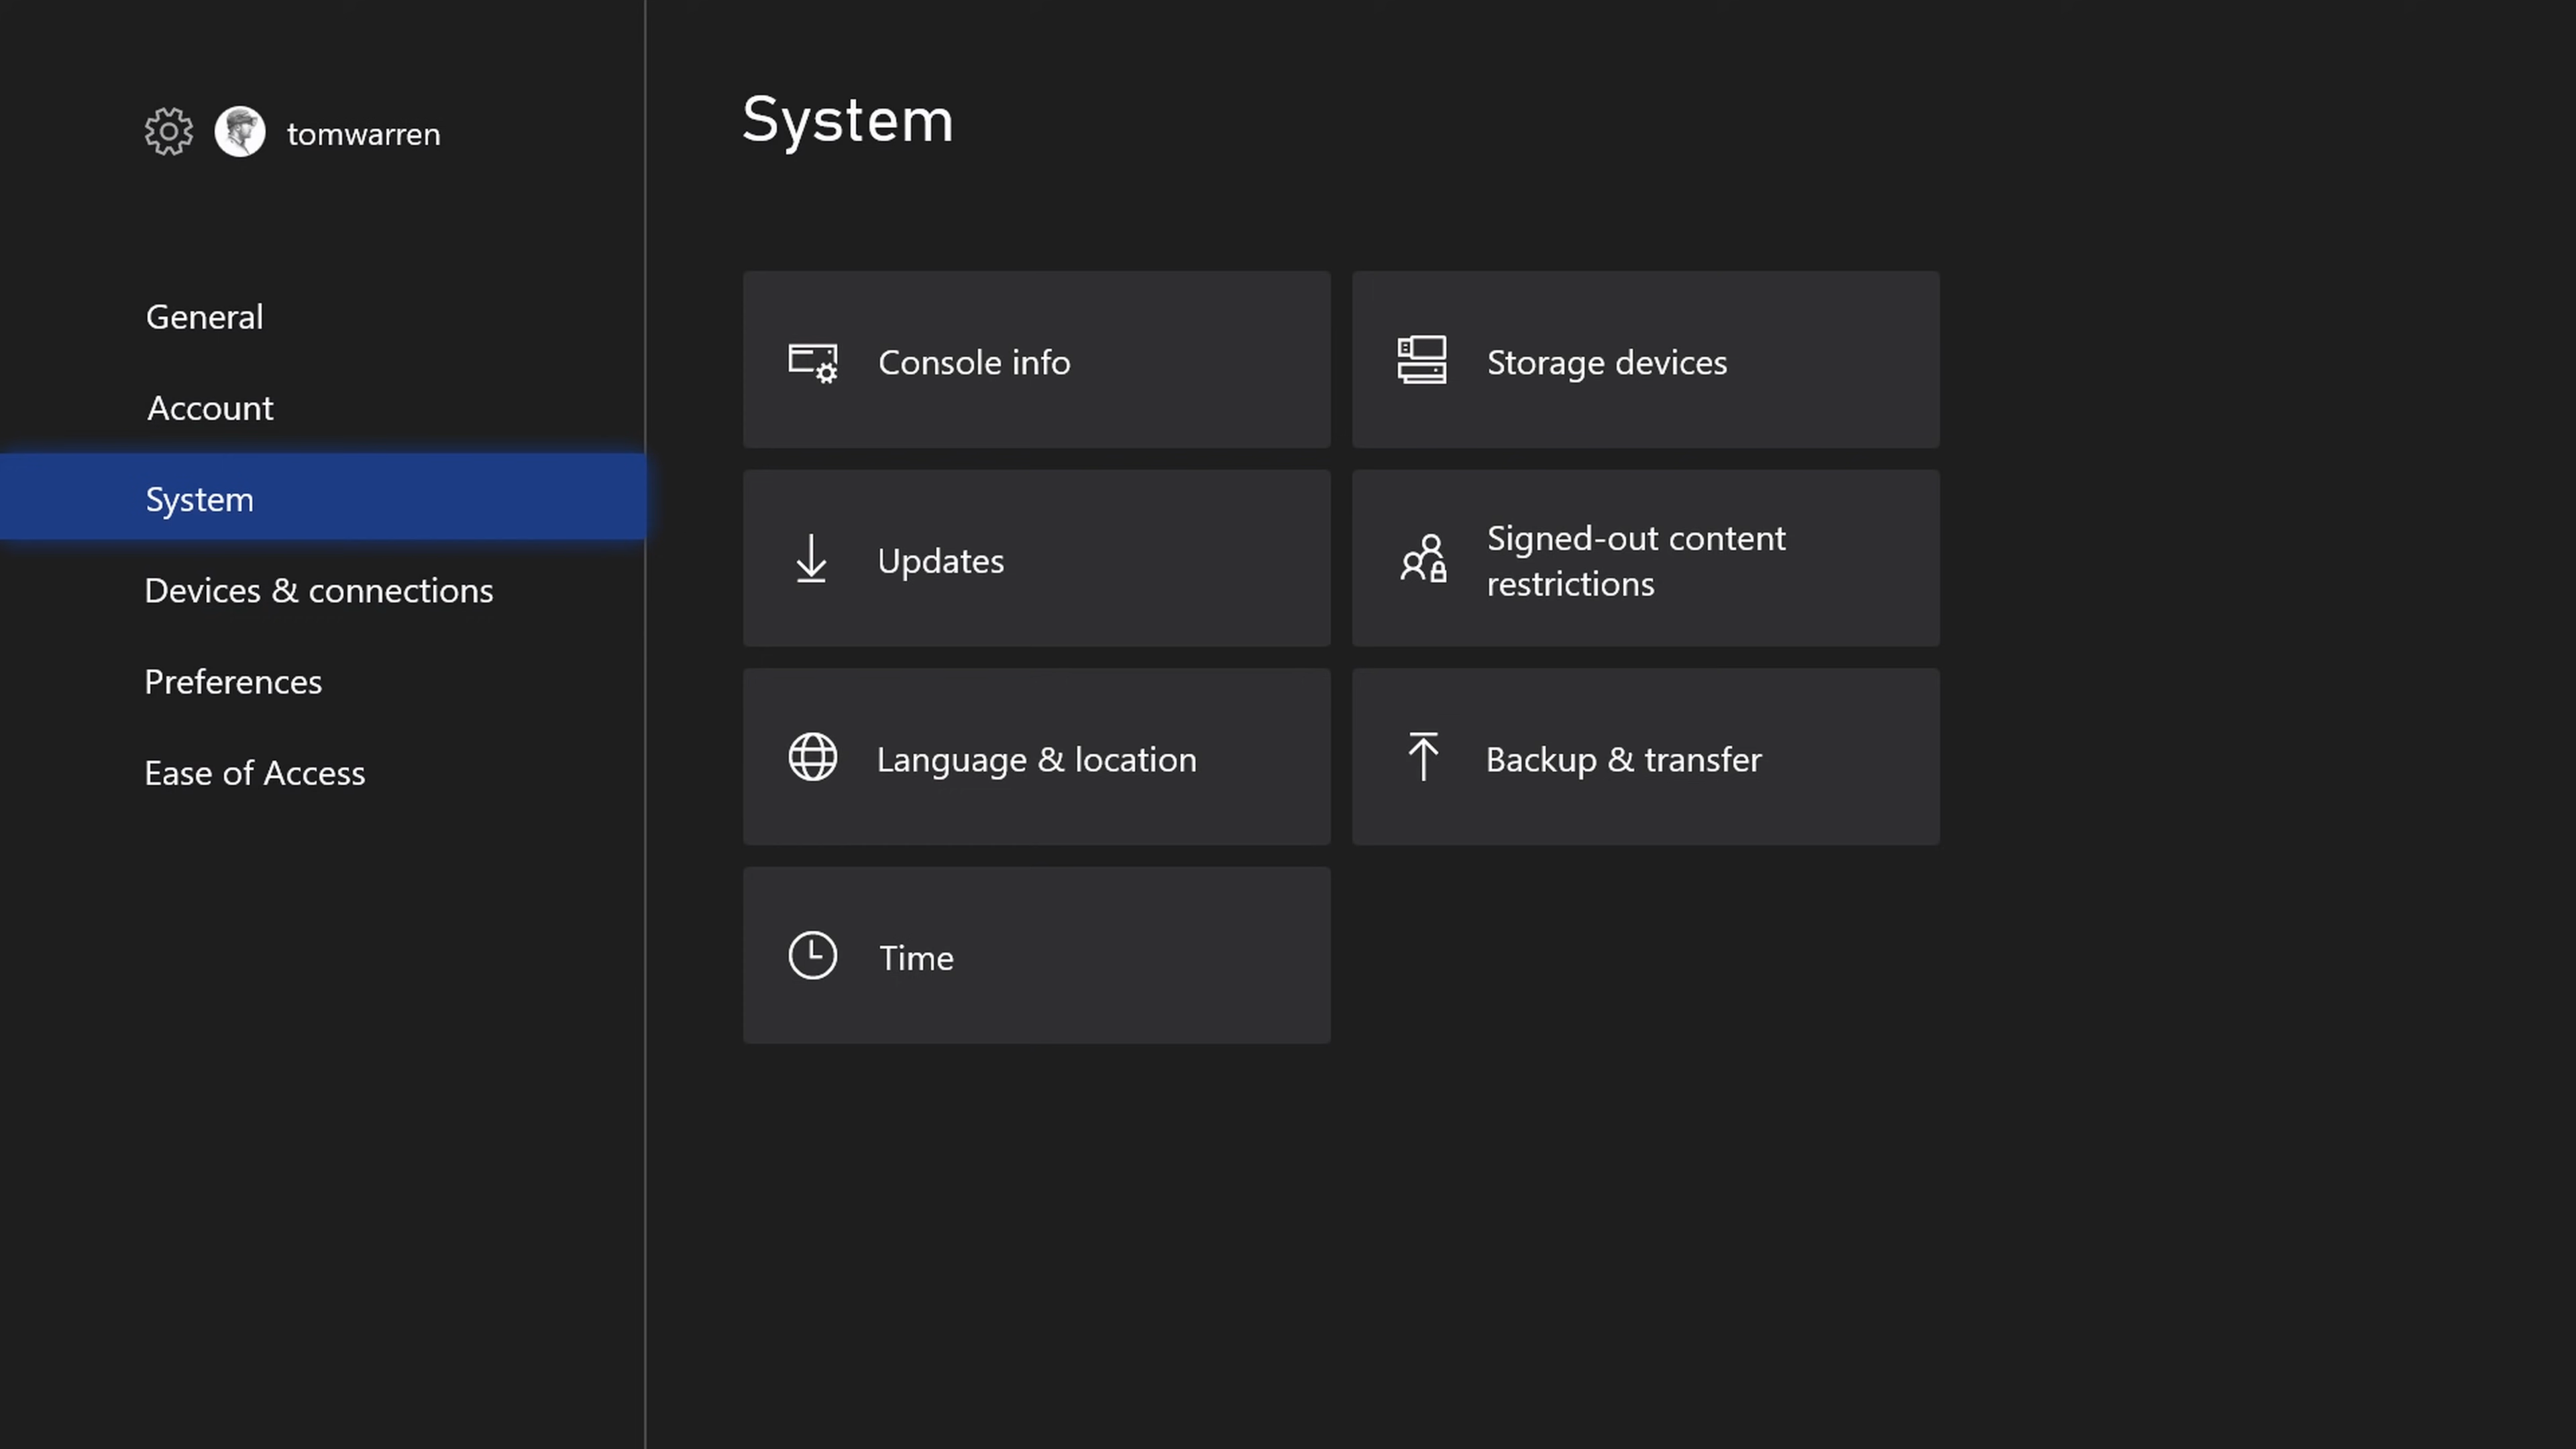 tomwarren
General
Account
System
Devices & connections
Preferences
Ease of Access
System
Console info
Storage devices
Updates
Signed-out content
restrictions
Language & location
Backup & transfer
Time